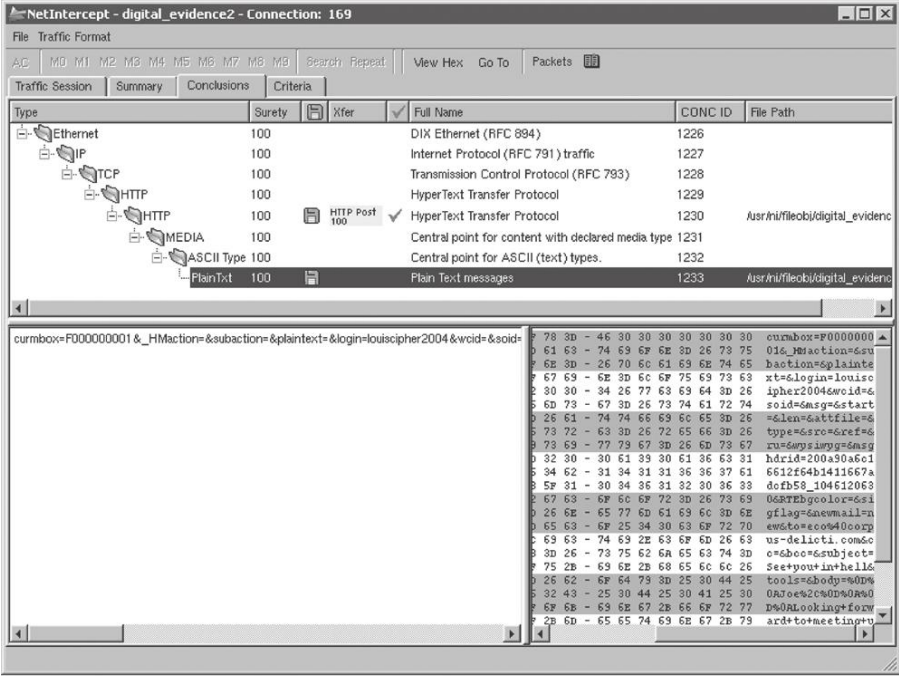 NetIntercept - digital_evidence2 - Connection: 169
File Traffic Format
AC M0 M1 M2 M3 M4 M5 M6 M7 M8 M9 Search Repeat View Hex Go To Packets
Traffic Session Summary Conclusions Criteria
Type Surety Xfer Full Name CONC ID File Path
Ethernet 100 DIX Ethernet (RFC 894) 1226
IP 100 Internet Protocol (RFC 791) traffic 1227
TCP 100 Transmission Control Protocol (RFC 793) 1228
HTTP 100 HyperText Transfer Protocol 1229
HTTP 100 HTTP Post 100 HyperText Transfer Protocol 1230 /usr/ni/fileobj/digital_evidenc
MEDIA 100 Central point for content with declared media type 1231
ASCII Type 100 Central point for ASCII (text) types. 1232
PlainTxt 100 Plain Text messages 1233 /usr/ni/fileobj/digital_evidenc
curmbox=F000000001&_HMaction=&subaction=&plaintext=&login=louiscipher2004&wcid=&soid=
78 3D - 46 30 30 30 30 30 30 30 curmbox=F0000000
61 63 - 74 69 6F 6E 3D 26 73 75 01&_HMaction=&su
6E 3D - 26 70 6C 61 69 6E 74 65 baction=&plainte
67 69 - 6E 3D 6C 6F 75 69 73 63 xt=&login=louisc
30 30 - 34 26 77 63 69 64 3D 26 ipher2004&wcid=&
6D 73 - 67 3D 26 73 74 61 72 74 soid=&msg=&start
26 61 - 74 74 66 69 6C 65 3D 26 =&len=&attfile=&
73 72 - 63 3D 26 72 65 66 3D 26 type=&src=&ref=&
73 69 - 77 79 67 3D 26 6D 73 67 ru=&wysiwyg=&msg
32 30 - 30 61 39 30 61 36 63 31 hdrid=200a90a6c1
34 62 - 31 34 31 31 36 36 37 61 6612f64b1411667a
5F 31 - 30 34 36 31 32 30 36 33 dcfb58_104612063
67 63 - 6F 6C 6F 72 3D 26 73 69 0&RTEbgcolor=&si
26 6E - 65 77 6D 61 69 6C 3D 6E gflag=&newmail=n
65 63 - 6F 25 34 30 63 6F 72 70 ew&to=eco%40corp
69 63 - 74 69 2E 63 6F 6D 26 63 us-delicti.com&c
3D 26 - 73 75 62 6A 65 63 74 3D c=&bcc=&subject=
75 2B - 69 6E 2B 68 65 6C 6C 26 See+you+in+hell&
26 62 - 6F 64 79 3D 25 30 44 25 tools=&body=%0D%
32 43 - 25 30 44 25 30 41 25 30 0AJoe%2C%0D%0A%0
6F 6B - 69 6E 67 2B 66 6F 72 77 D%0ALooking+forw
2B 6D - 65 65 74 69 6E 67 2B 79 ard+to+meeting+y